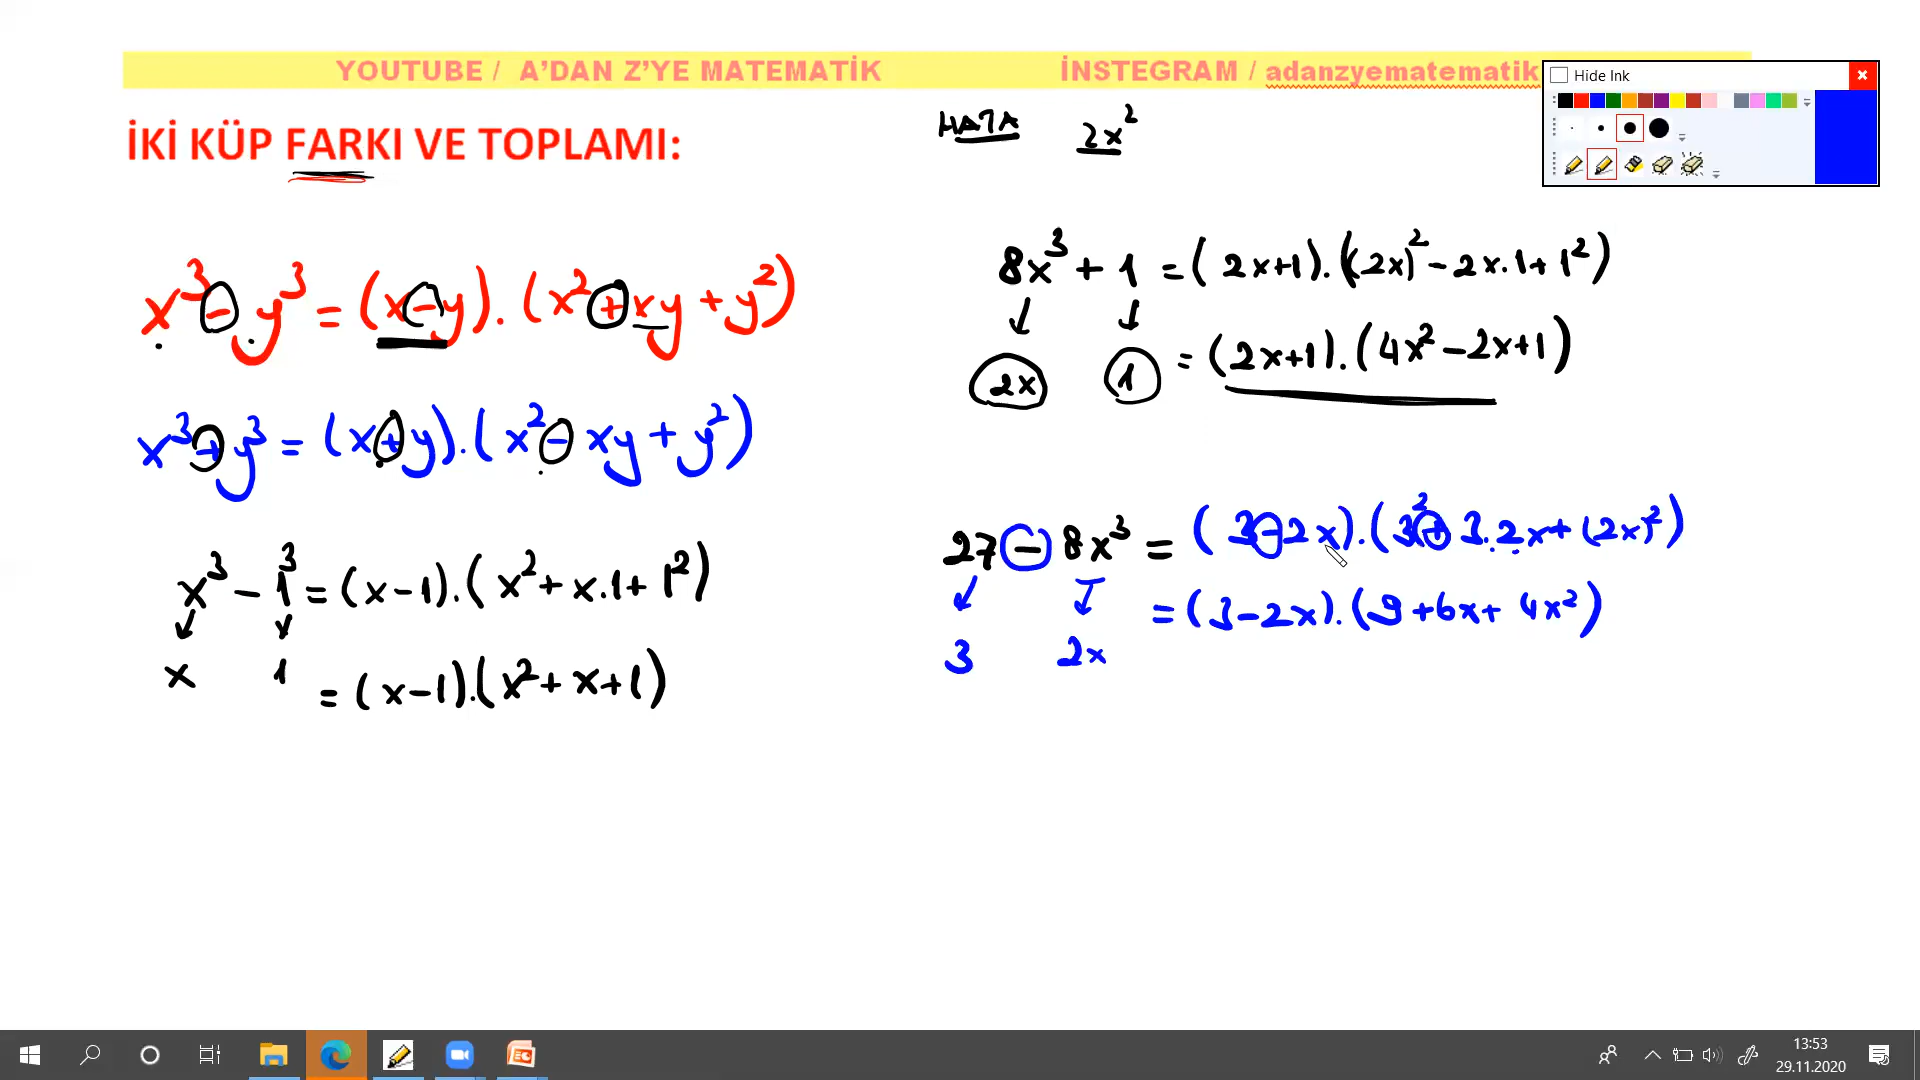 YOUTUBE / A'DAN Z'YE MATEMATİK İNSTEGRAM / adanzyematematik
Hide Ink
İKİ KÜP FARKI VE TOPLAMI:
HATA 2x²
x³ - y³ = (x-y).(x²+xy+y²)
x³+y³ = (x+y).(x²-xy+y²)
x³ - 1³ = (x-1).(x²+x.1+1²)
x 1
= (x-1).(x²+x+1)
8x³ + 1 = (2x+1).((2x)²-2x.1+1²)
2x 1 = (2x+1).(4x²-2x+1)
27 - 8x³ = (3-2x).(3²+3.2x+(2x)²)
= (3-2x).(9+6x+4x²)
3 2x
13:53
29.11.2020